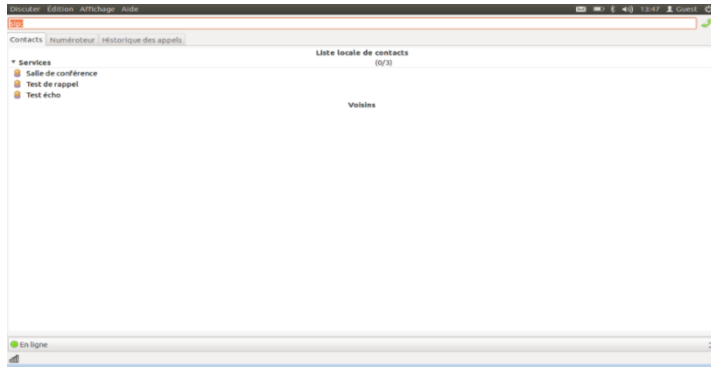 Discuter Édition Affichage Aide 13:47 Guest
sip:
Contacts Numéroteur Historique des appels
Liste locale de contacts
Services (0/3)
Salle de conférence
Test de rappel
Test écho
Voisins
En ligne